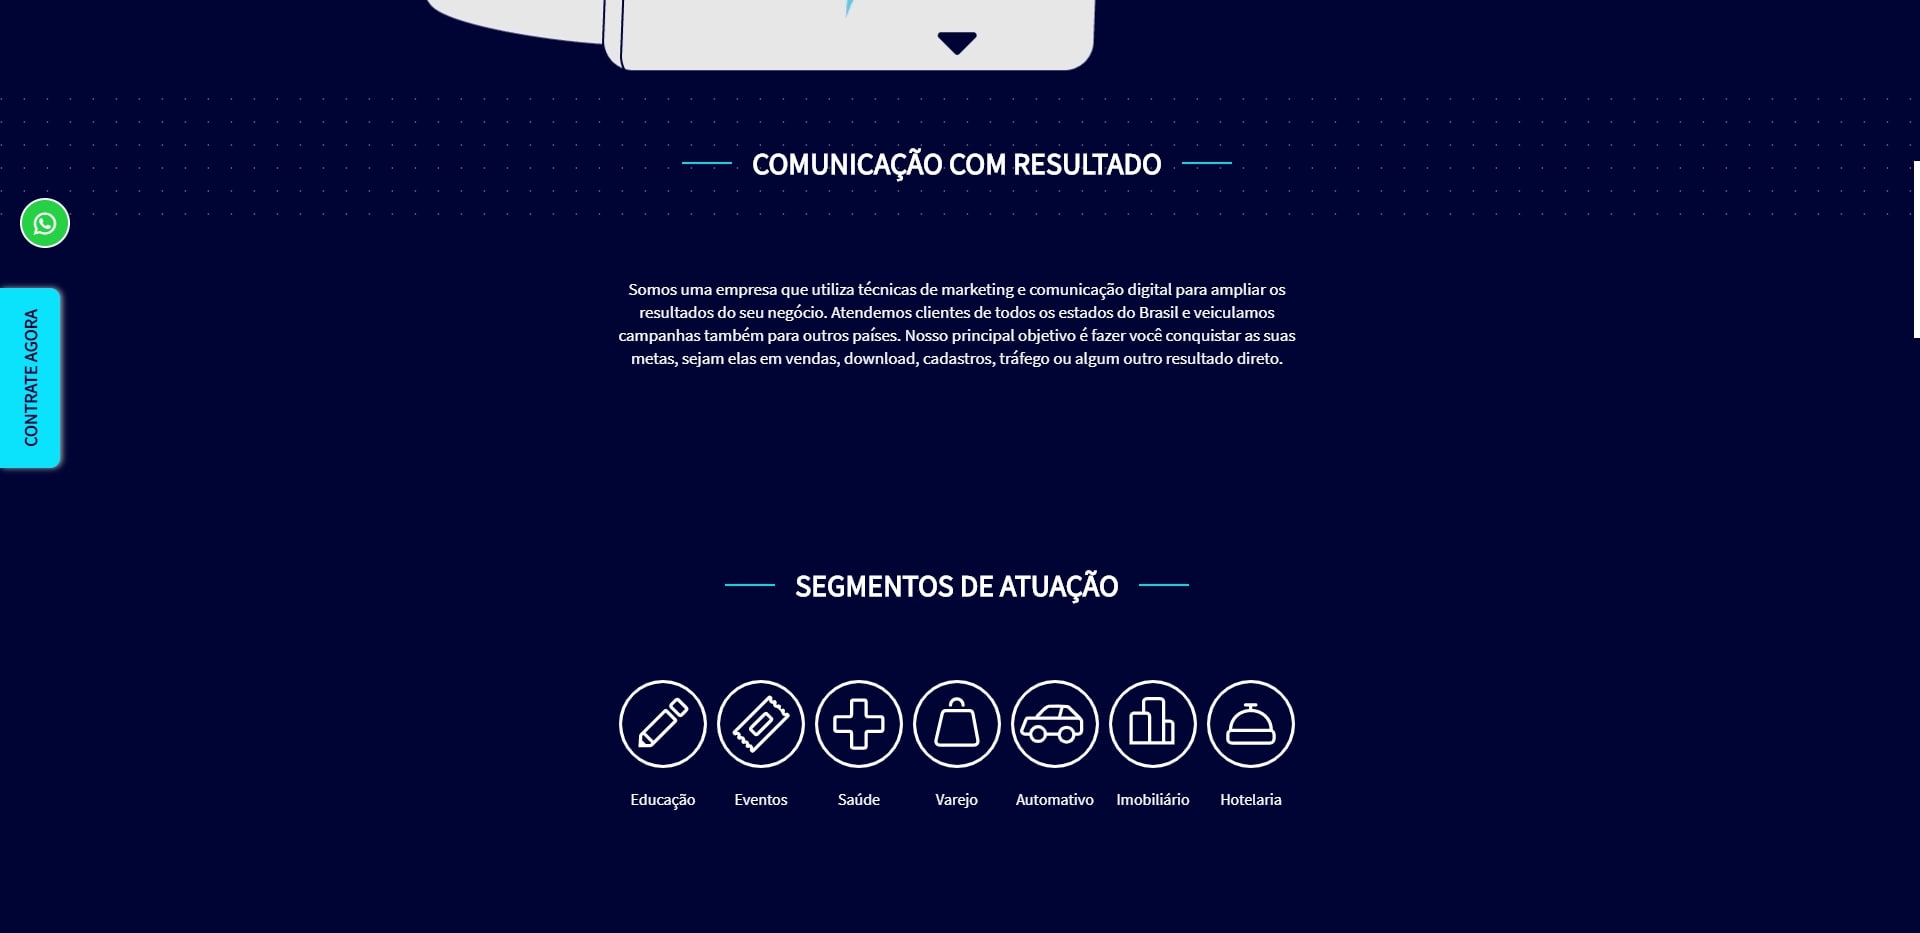 COMUNICAÇÃO COM RESULTADO
Somos uma empresa que utiliza técnicas de marketing e comunicação digital para ampliar os
resultados do seu negócio. Atendemos clientes de todos os estados do Brasil e veiculamos
campanhas também para outros países. Nosso principal objetivo é fazer você conquistar as suas
metas, sejam elas em vendas, download, cadastros, tráfego ou algum outro resultado direto.
CONTRATE AGORA
SEGMENTOS DE ATUAÇÃO
Educação
Eventos
Saúde
Varejo
Automativo
Imobiliário
Hotelaria